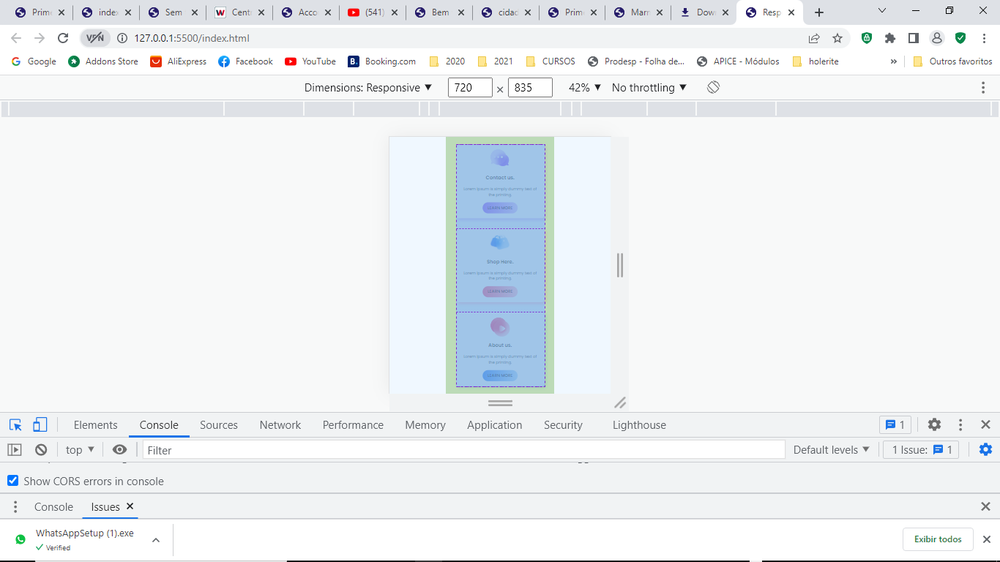 Prime
index
Sem
Centr
Acco
(541)
Bem
cidad
Prime
Marr
Dow
Resp
VPN
127.0.0.1:5500/index.html
Google
Addons Store
AliExpress
Facebook
YouTube
B. Booking.com
2020
2021
CURSOS
Prodesp - Folha de...
APICE - Módulos
holerite
»
Outros favoritos
Dimensions: Responsive 720 × 835 42% No throttling
Contact us.
Lorem Ipsum is simply dummy text of
the printing.
LEARN MORE
Shop Here.
Lorem Ipsum is simply dummy text of
the printing.
LEARN MORE
About us.
Lorem Ipsum is simply dummy text of
the printing.
LEARN MORE
Elements Console Sources Network Performance Memory Application Security Lighthouse 1
top Filter Default levels 1 Issue: 1
Show CORS errors in console
Console Issues
WhatsAppSetup (1).exe
Verified
Exibir todos